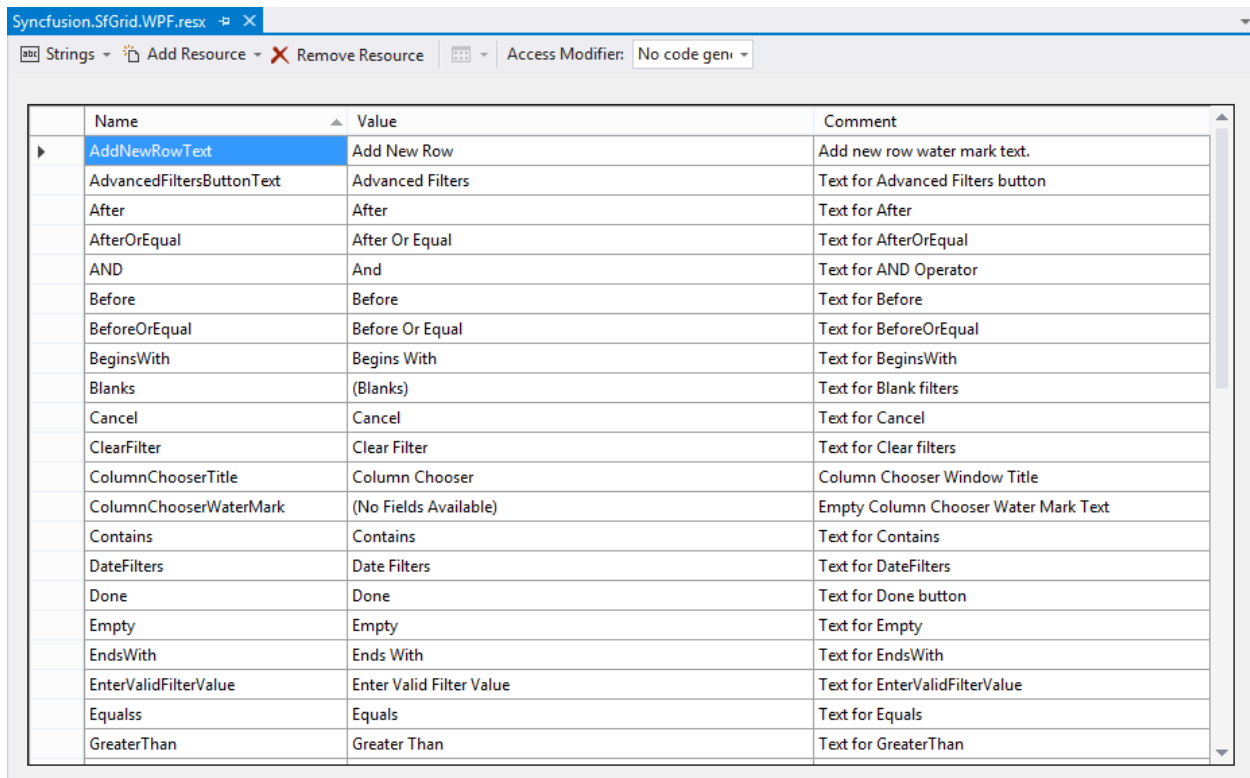 Syncfusion.SfGrid.WPF.resx
abc Strings Add Resource Remove Resource Access Modifier: No code gen
Name Value Comment
AddNewRowText Add New Row Add new row water mark text.
AdvancedFiltersButtonText Advanced Filters Text for Advanced Filters button
After After Text for After
AfterOrEqual After Or Equal Text for AfterOrEqual
AND And Text for AND Operator
Before Before Text for Before
BeforeOrEqual Before Or Equal Text for BeforeOrEqual
BeginsWith Begins With Text for BeginsWith
Blanks (Blanks) Text for Blank filters
Cancel Cancel Text for Cancel
ClearFilter Clear Filter Text for Clear filters
ColumnChooserTitle Column Chooser Column Chooser Window Title
ColumnChooserWaterMark (No Fields Available) Empty Column Chooser Water Mark Text
Contains Contains Text for Contains
DateFilters Date Filters Text for DateFilters
Done Done Text for Done button
Empty Empty Text for Empty
EndsWith Ends With Text for EndsWith
EnterValidFilterValue Enter Valid Filter Value Text for EnterValidFilterValue
Equalss Equals Text for Equals
GreaterThan Greater Than Text for GreaterThan